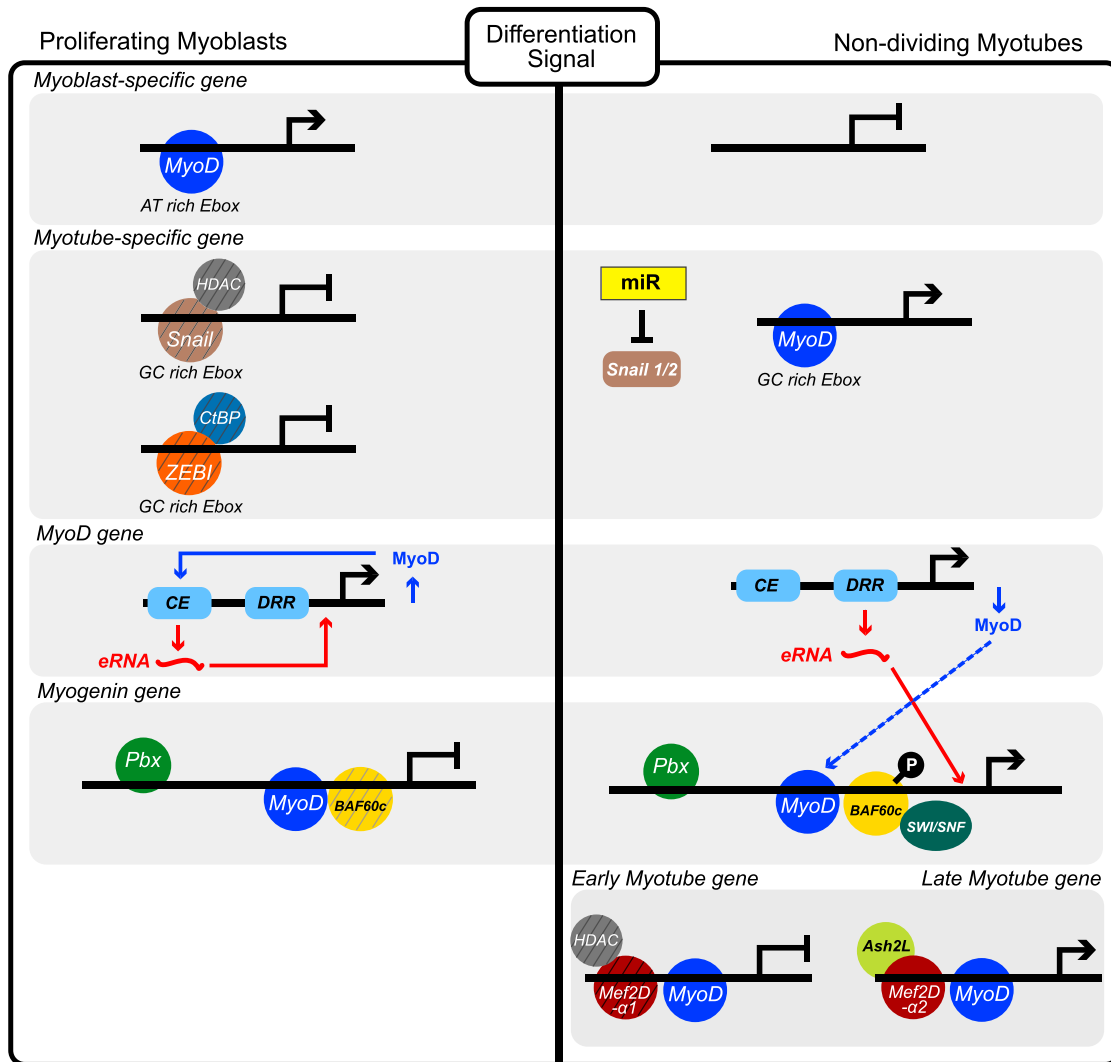 Proliferating Myoblasts
Differentiation
Signal
Non-dividing Myotubes
Myoblast-specific gene
MyoD
AT rich Ebox
Myotube-specific gene
HDAC
Snail
GC rich Ebox
miR
Snail 1/2
MyoD
GC rich Ebox
CtBP
ZEBI
GC rich Ebox
MyoD gene
MyoD
CE
DRR
eRNA
CE
DRR
MyoD
eRNA
Myogenin gene
Pbx
MyoD
BAF60c
Pbx
MyoD
BAF60c
P
SWI/SNF
Early Myotube gene
Late Myotube gene
HDAC
Mef2D
-α1
MyoD
Ash2L
Mef2D
-α2
MyoD